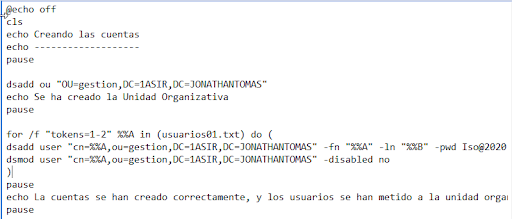 @echo off
cls
echo Creando las cuentas
echo ------------------
pause
dsadd ou "OU=gestion,DC=1ASIR,DC=JONATHANTOMAS"
echo Se ha creado la Unidad Organizativa
pause
for /f "tokens=1-2" %%A in (usuarios01.txt) do (
dsadd user "cn=%%A,ou=gestion,DC=1ASIR,DC=JONATHANTOMAS" -fn "%%A" -ln "%%B" -pwd Iso@2020
dsmod user "cn=%%A,ou=gestion,DC=1ASIR,DC=JONATHANTOMAS" -disabled no
)
pause
echo La cuentas se han creado correctamente, y los usuarios se han metido a la unidad orga
pause